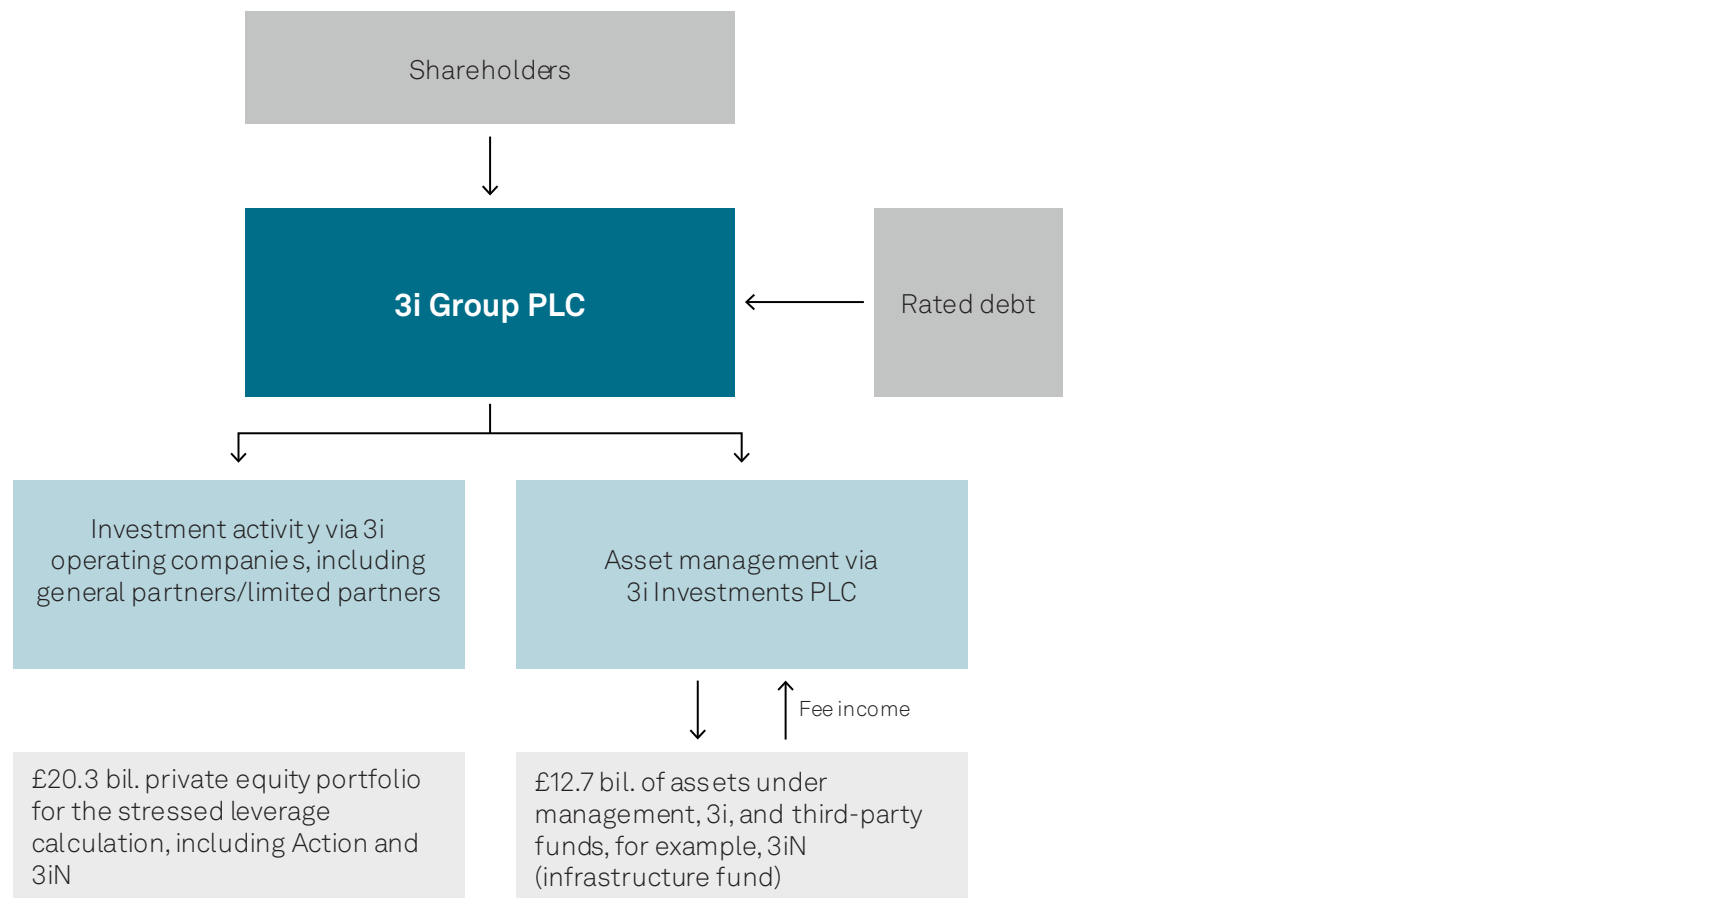 Shareholders
3i Group PLC
Rated debt
Investment activity via 3i
operating companies, including
general partners/limited partners
Asset management via
3i Investments PLC
Fee income
£20.3 bil. private equity portfolio
for the stressed leverage
calculation, including Action and
3iN
£12.7 bil. of assets under
management, 3i, and third-party
funds, for example, 3iN
(infrastructure fund)